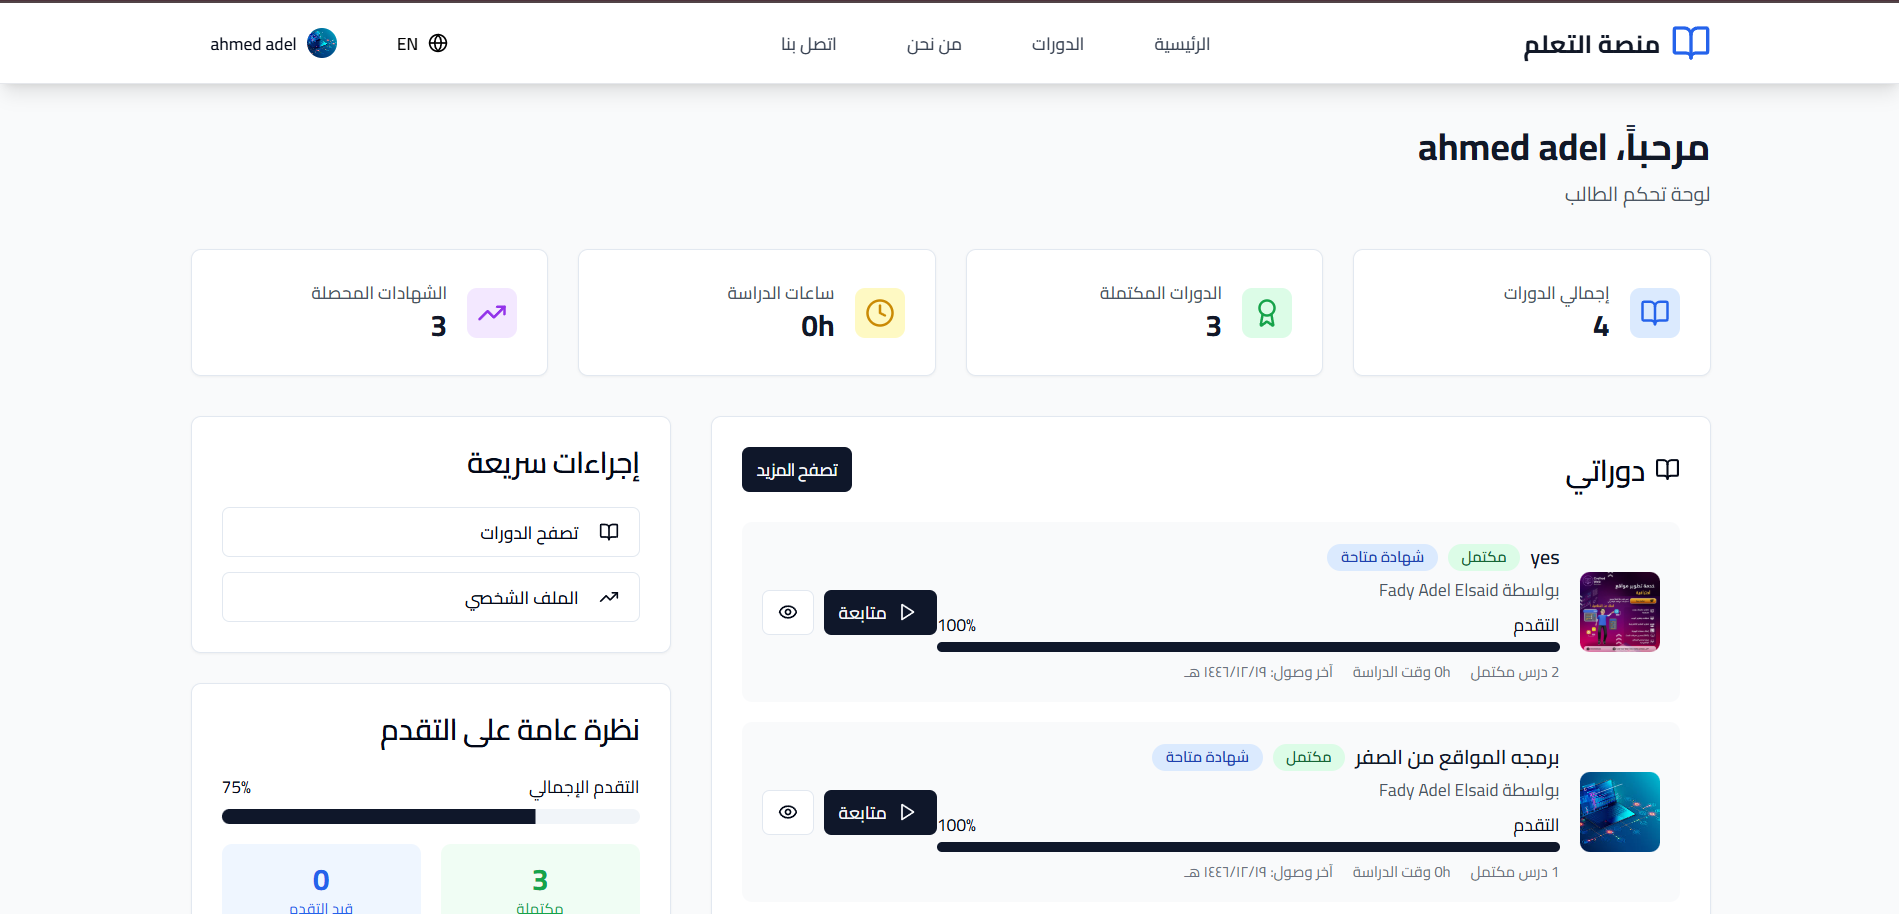 منصة التعلم
الرئيسية
الدورات
من نحن
اتصل بنا
EN
ahmed adel
مرحباً، ahmed adel
لوحة تحكم الطالب
إجمالي الدورات
4
الدورات المكتملة
3
ساعات الدراسة
0h
الشهادات المحصلة
3
دوراتي
تصفح المزيد
yes مكتمل شهادة متاحة
بواسطة Fady Adel Elsaid
التقدم 100%
متابعة
2 درس مكتمل 0h وقت الدراسة آخر وصول: ١٤٤٦/١٢/١٩ هـ
برمجه المواقع من الصفر مكتمل شهادة متاحة
بواسطة Fady Adel Elsaid
التقدم 100%
متابعة
1 درس مكتمل 0h وقت الدراسة آخر وصول: ١٤٤٦/١٢/١٩ هـ
إجراءات سريعة
تصفح الدورات
الملف الشخصي
نظرة عامة على التقدم
التقدم الإجمالي 75%
3
مكتملة
0
قيد التقدم